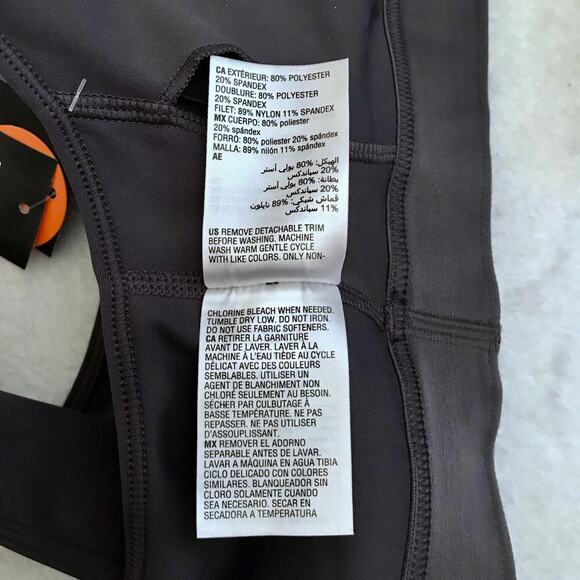 CA EXTÉRIEUR: 80% POLYESTER
20% SPANDEX
DOUBLURE: 80% POLYESTER
20% SPANDEX
FILET: 89% NYLON 11% SPANDEX
MX CUERPO: 80% poliester
20% spándex
FORRO: 80% poliester 20% spándex
MALLA: 89% nilón 11% spándex
AE
الهيكل: 80% بولي أستر
20% سباندكس
بطانة: 80% بولي أستر
20% سباندكس
قماش شبكي: 89% نايلون
11% سباندكس
US REMOVE DETACHABLE TRIM
BEFORE WASHING. MACHINE
WASH WARM GENTLE CYCLE
WITH LIKE COLORS. ONLY NON-
CHLORINE BLEACH WHEN NEEDED.
TUMBLE DRY LOW. DO NOT IRON.
DO NOT USE FABRIC SOFTENERS.
CA RETIRER LA GARNITURE
AVANT DE LAVER. LAVER À LA
MACHINE À L'EAU TIÈDE AU CYCLE
DÉLICAT AVEC DES COULEURS
SEMBLABLES. UTILISER UN
AGENT DE BLANCHIMENT NON
CHLORÉ SEULEMENT AU BESOIN.
SÉCHER PAR CULBUTAGE À
BASSE TEMPÉRATURE. NE PAS
REPASSER. NE PAS UTILISER
D'ASSOUPLISSANT.
MX REMOVER EL ADORNO
SEPARABLE ANTES DE LAVAR.
LAVAR A MÁQUINA EN AGUA TIBIA
CICLO DELICADO CON COLORES
SIMILARES. BLANQUEADOR SIN
CLORO SOLAMENTE CUANDO
SEA NECESARIO. SECAR EN
SECADORA A TEMPERATURA